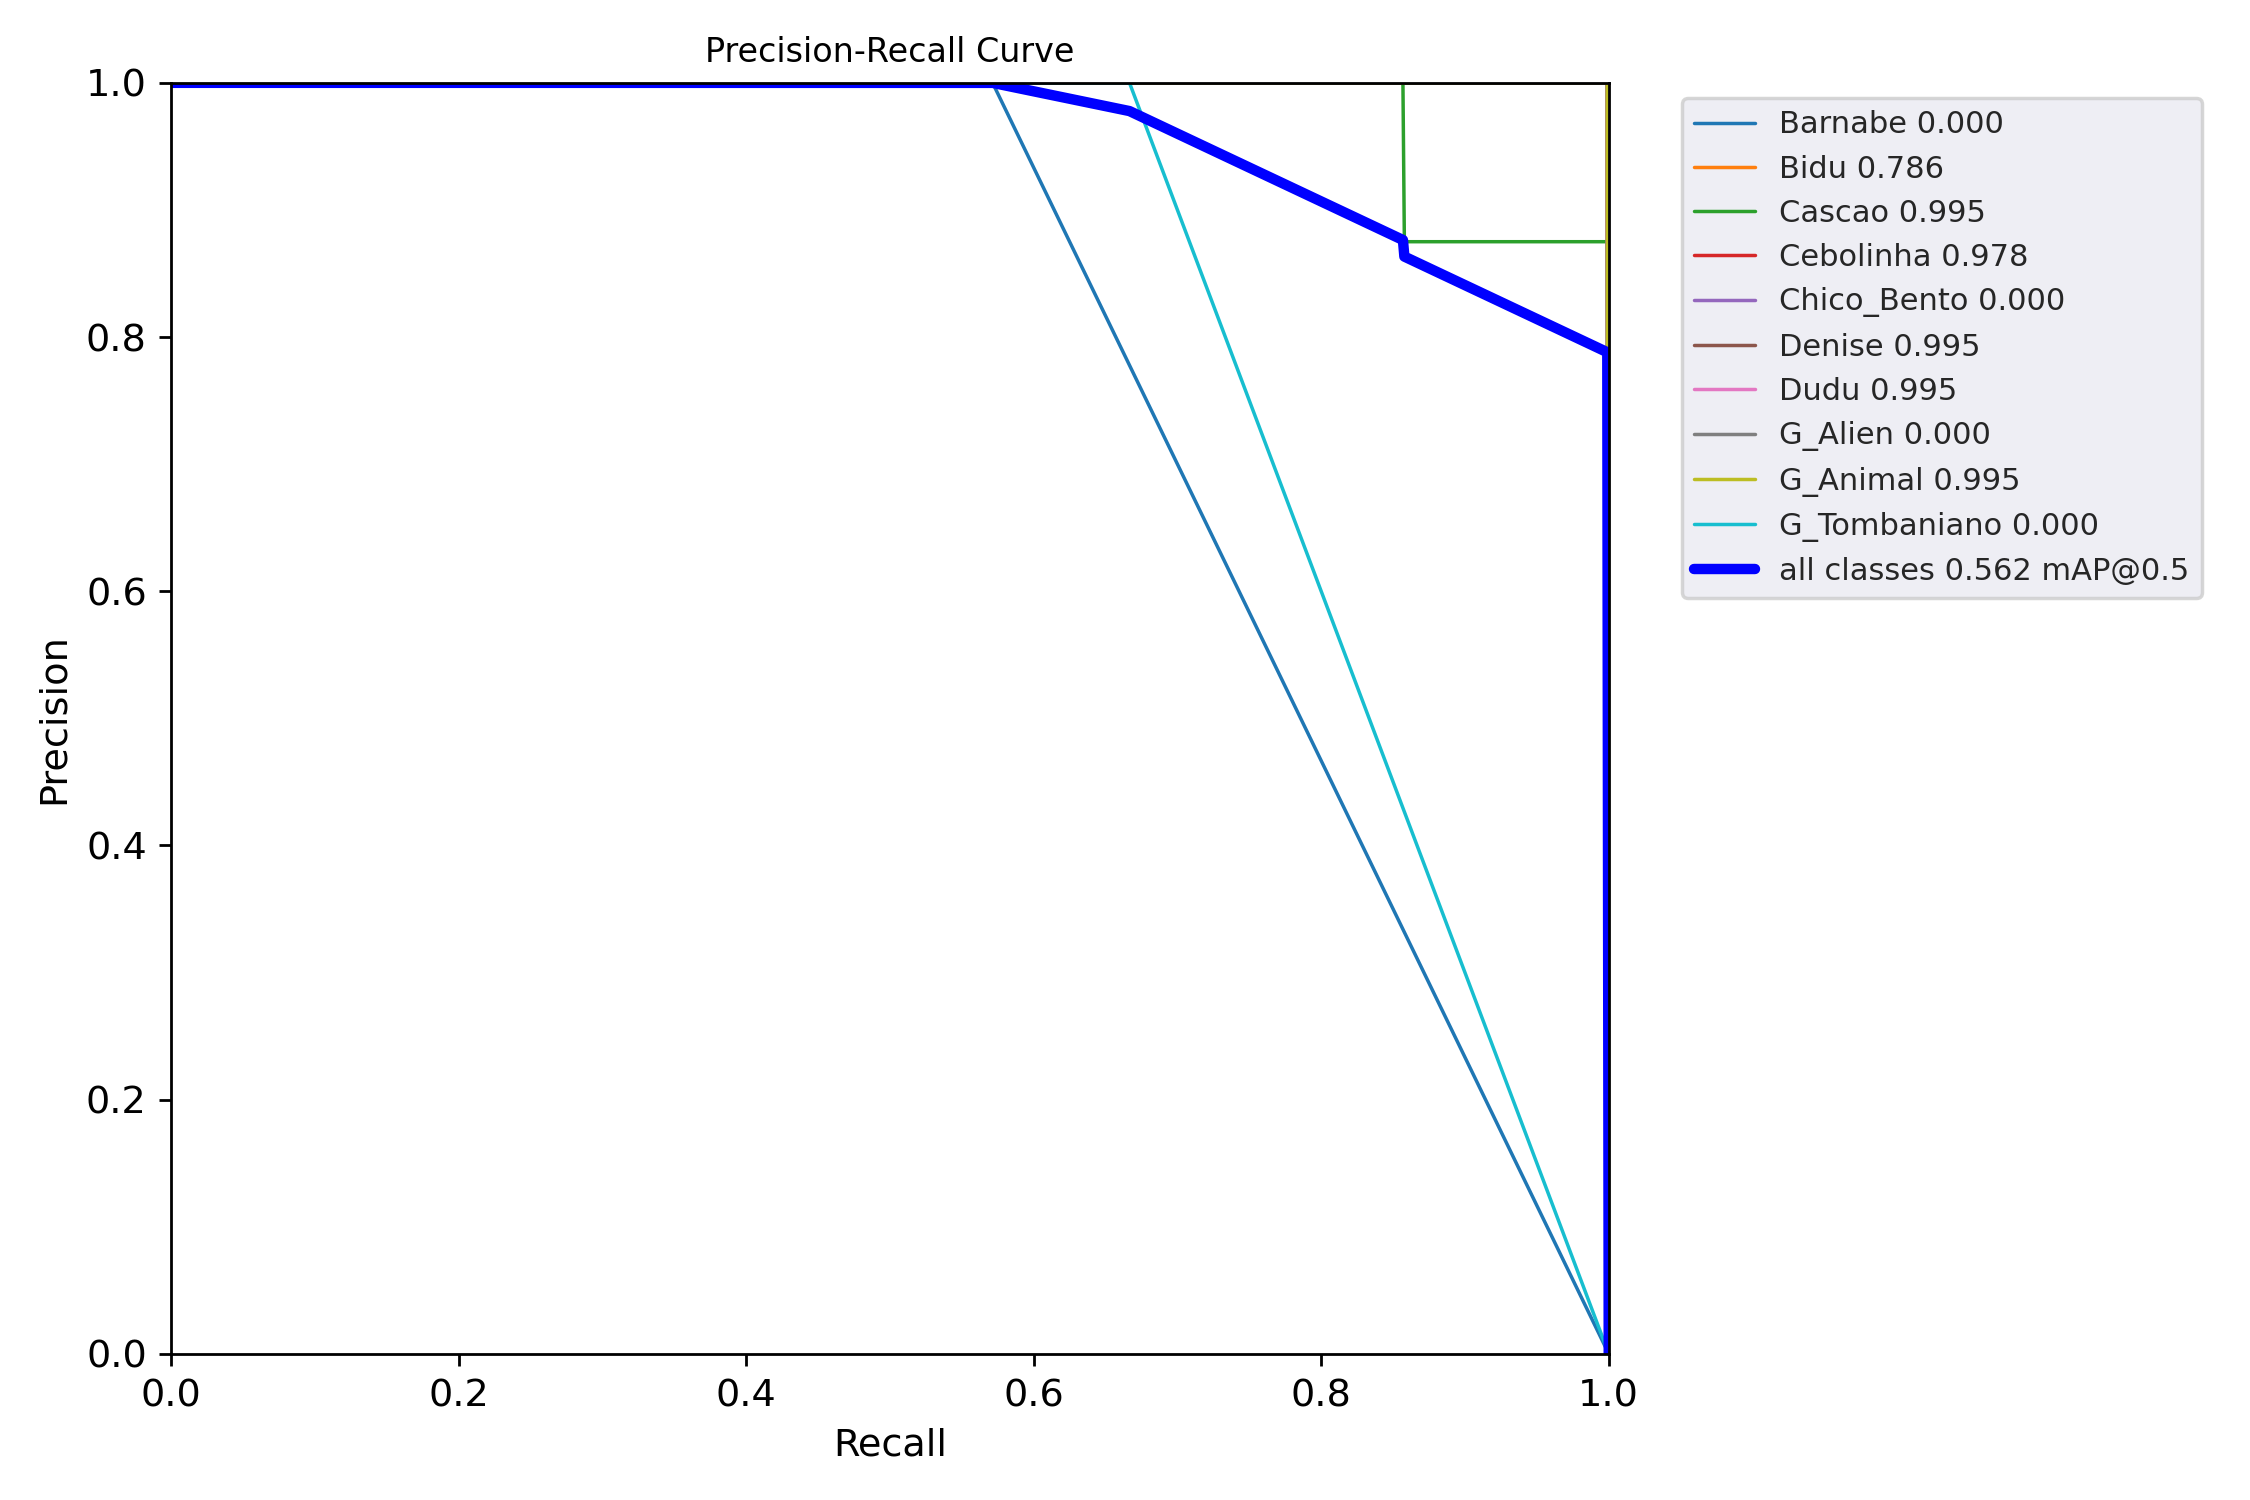 Precision-Recall Curve
1.0
0.8
0.6
0.4
0.2
0.0
Precision
0.0 0.2 0.4 0.6 0.8 1.0
Recall
Barnabe 0.000
Bidu 0.786
Cascao 0.995
Cebolinha 0.978
Chico_Bento 0.000
Denise 0.995
Dudu 0.995
G_Alien 0.000
G_Animal 0.995
G_Tombaniano 0.000
all classes 0.562 mAP@0.5